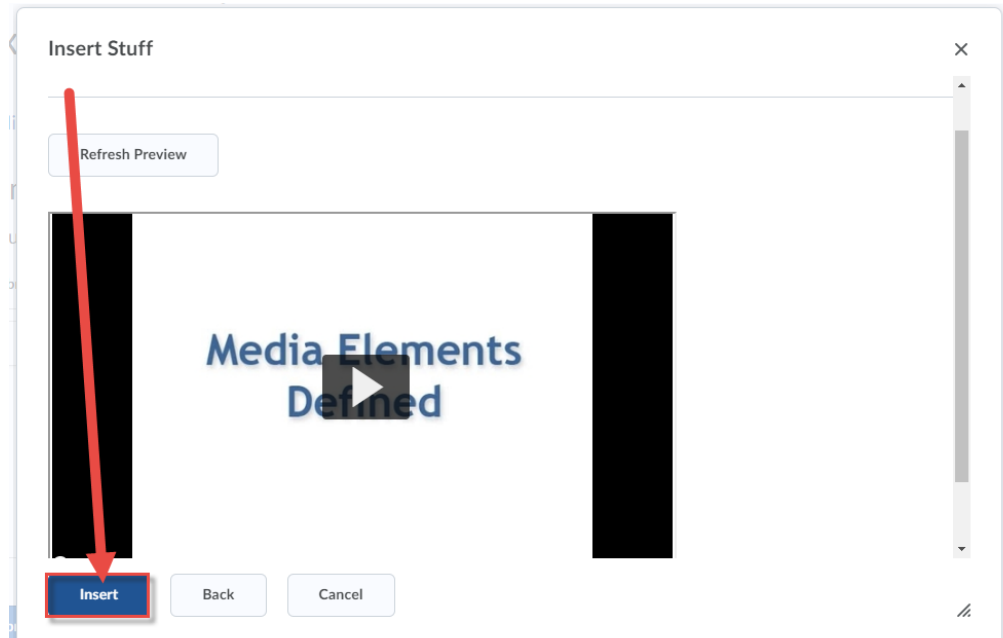 Insert Stuff
Refresh Preview
Media Elements
Defined
Insert
Back
Cancel